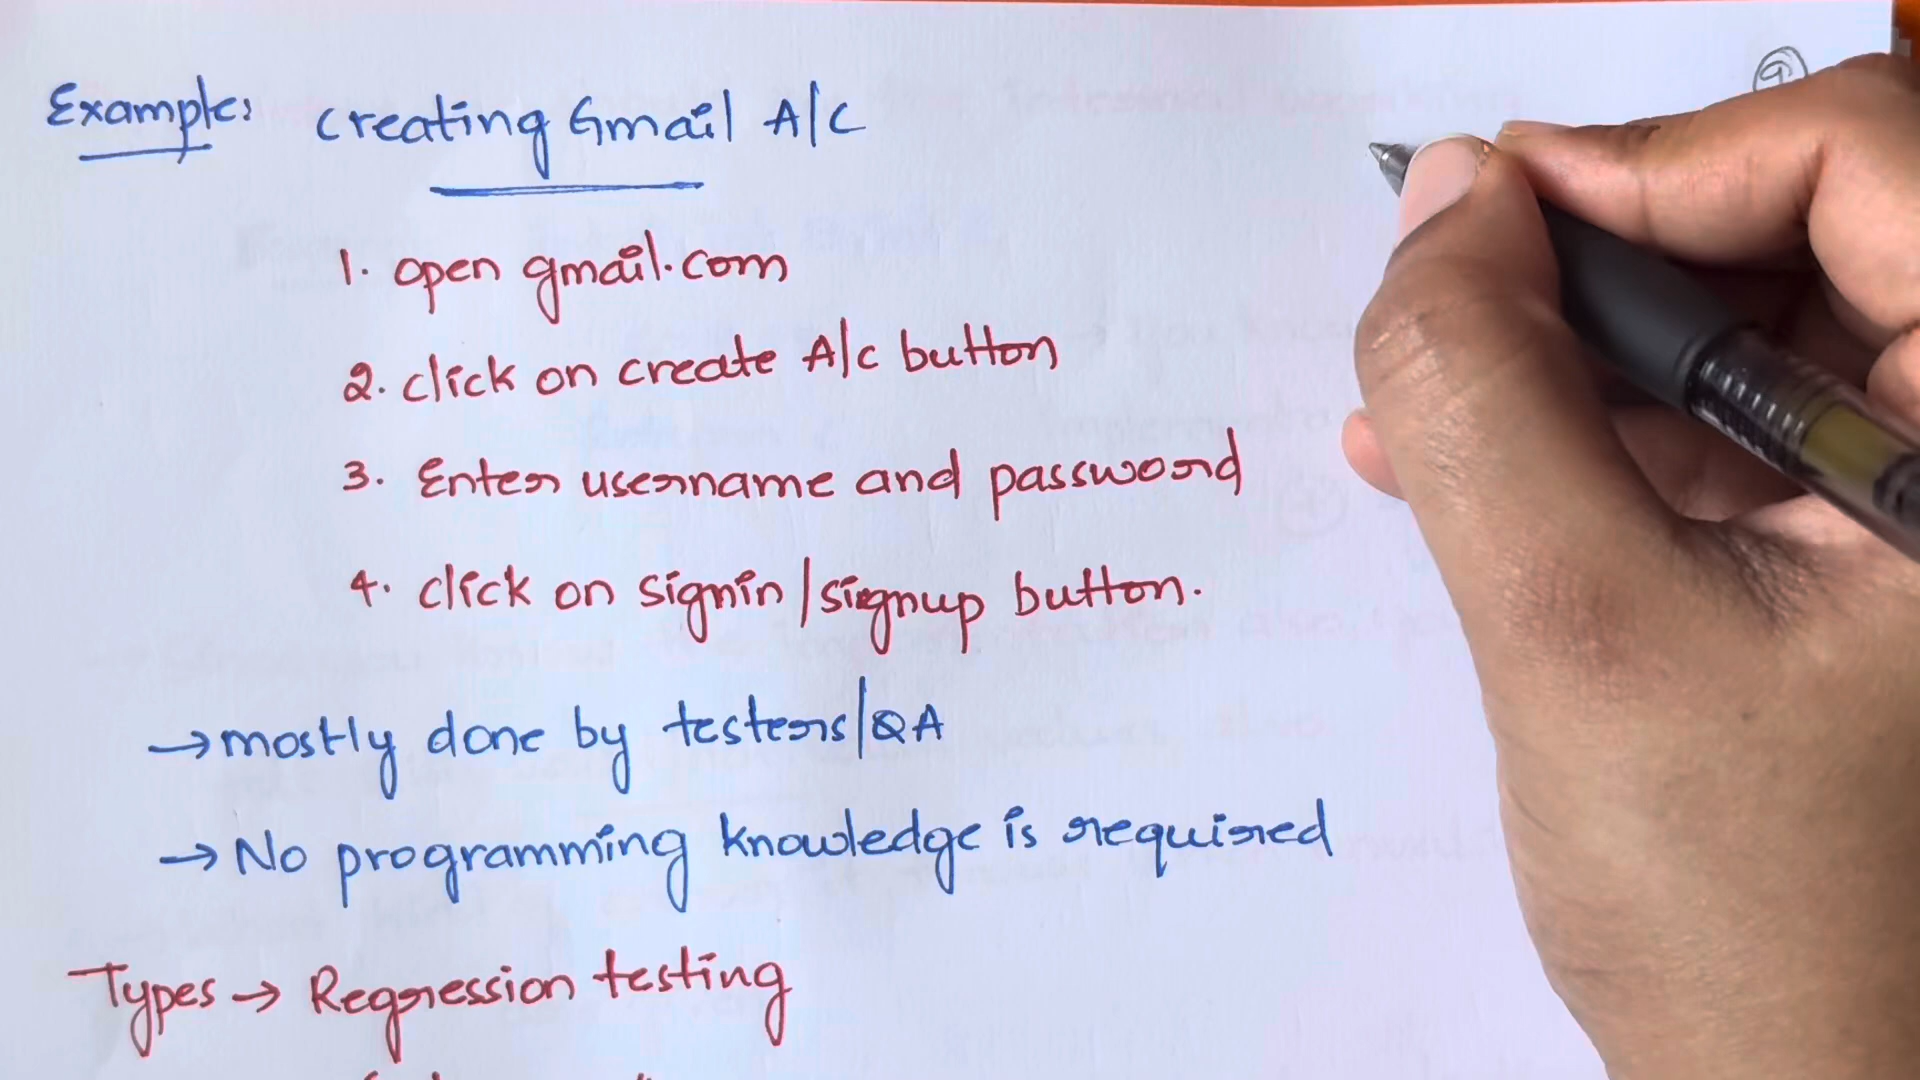 Example: Creating Gmail A/C
1. open gmail.com
2. click on create A/c button
3. Enter username and password
4. click on signin/signup button.
→ mostly done by testers/QA
→ No programming knowledge is required
Types → Regression testing